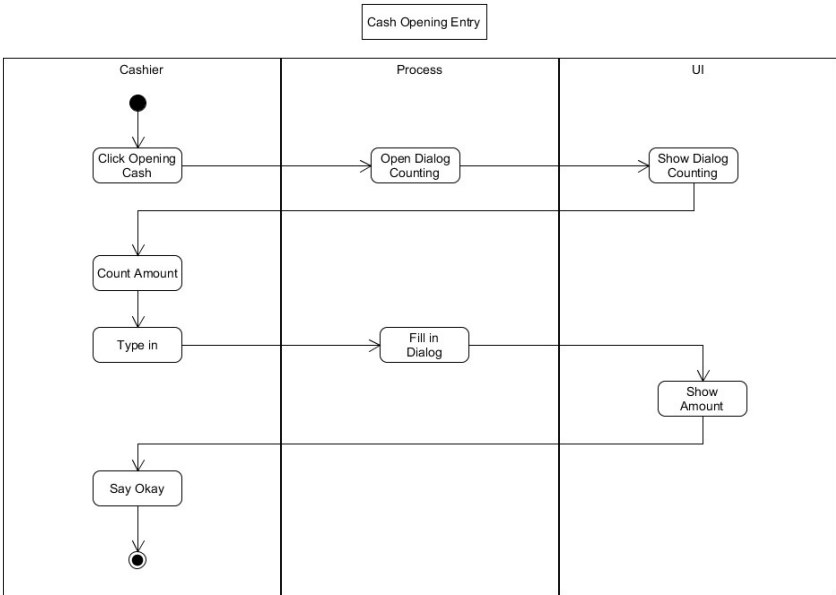 Cash Opening Entry
Cashier
Process
UI
Click Opening
Cash
Open Dialog
Counting
Show Dialog
Counting
Count Amount
Type in
Fill in
Dialog
Show
Amount
Say Okay